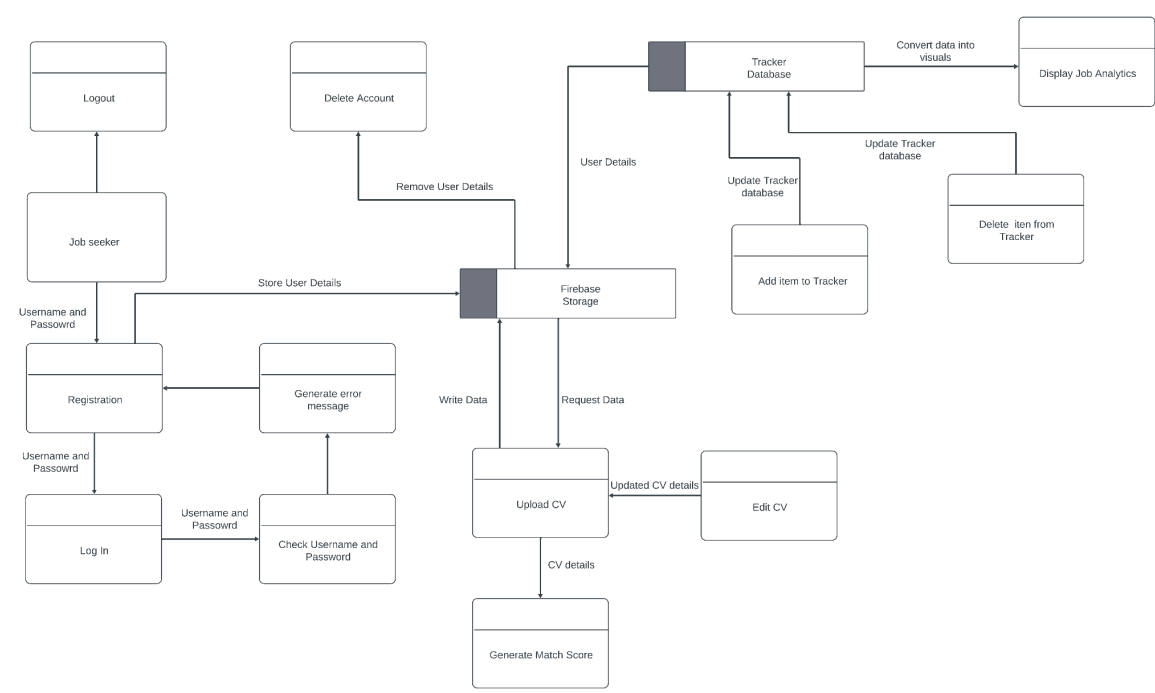 Convert data into
visuals
Tracker
Database
Display Job Analytics
Logout
Delete Account
Update Tracker
database
User Details
Update Tracker
database
Remove User Details
Delete  iten from
Tracker
Job seeker
Add item to Tracker
Store User Details
Firebase
Storage
Username and
Passowrd
Registration
Generate error
message
Write Data
Request Data
Username and
Passowrd
Updated CV details
Upload CV
Edit CV
Username and
Passowrd
Log In
Check Username and
Password
CV details
Generate Match Score